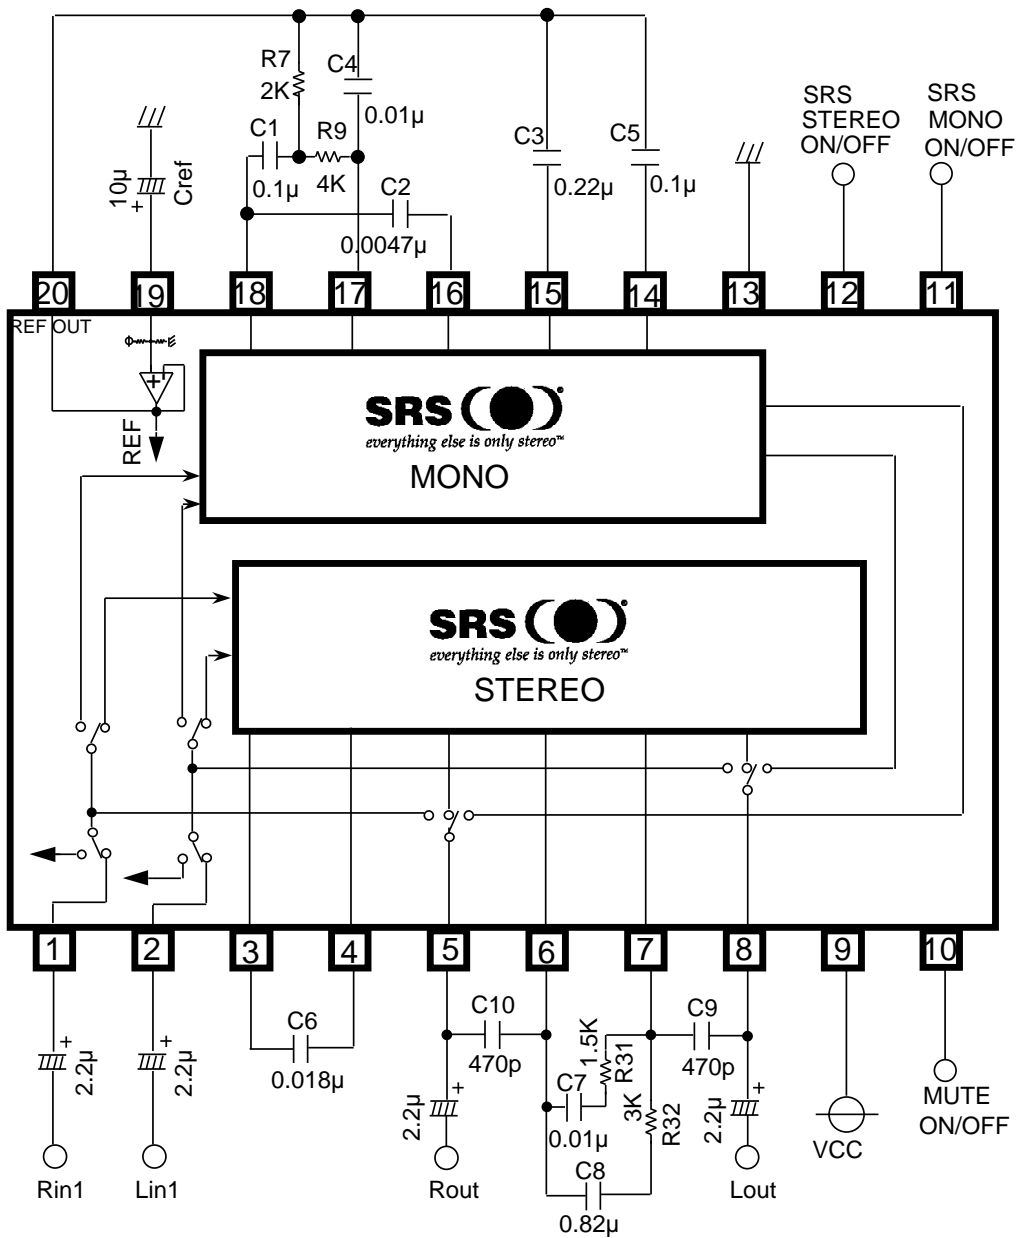 R7
2K
C4
0.01µ
C1
0.1µ
R9
4K
C2
0.0047µ
C3
0.22µ
C5
0.1µ
10µ
+
Cref
SRS
STEREO
ON/OFF
SRS
MONO
ON/OFF
20
19
18
17
16
15
14
13
12
11
REF OUT
+
-
REF
SRS
®
everything else is only stereo™
MONO
SRS
®
everything else is only stereo™
STEREO
1
2
3
4
5
6
7
8
9
10
+
2.2µ
Rin1
+
2.2µ
Lin1
C6
0.018µ
C10
470p
+
2.2µ
Rout
C7
0.01µ
1.5K
R31
3K
R32
C8
0.82µ
C9
470p
+
2.2µ
Lout
VCC
MUTE
ON/OFF